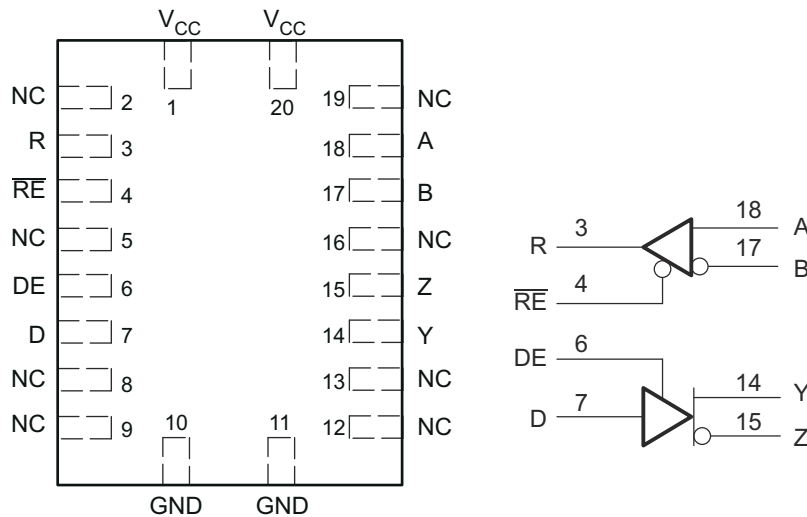 VCC VCC
1 20
NC 2 19 NC
R 3 18 A
R̅E̅ 4 17 B
NC 5 16 NC
DE 6 15 Z
D 7 14 Y
NC 8 13 NC
NC 9 10 11 12 NC
GND GND
R 3 18 A
17 B
R̅E̅ 4
DE 6
D 7 14 Y
15 Z